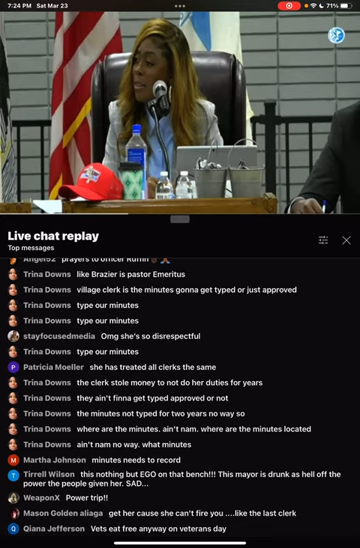 7:24 PM Sat Mar 23
71%
Live chat replay
Top messages
Angel52 prayers to officer Ruffin
Trina Downs like Brazier is pastor Emeritus
Trina Downs village clerk is the minutes gonna get typed or just approved
Trina Downs type our minutes
Trina Downs type our minutes
stayfocusedmedia Omg she's so disrespectful
Trina Downs type our minutes
P Patricia Moeller she has treated all clerks the same
Trina Downs the clerk stole money to not do her duties for years
Trina Downs they ain't finna get typed approved or not
Trina Downs the minutes not typed for two years no way so
Trina Downs where are the minutes. ain't nam. where are the minutes located
Trina Downs ain't nam no way. what minutes
M Martha Johnson minutes needs to record
T Tirrell Wilson this nothing but EGO on that bench!!! This mayor is drunk as hell off the
power the people given her. SAD...
WeaponX Power trip!!
Mason Golden aliaga get her cause she can't fire you ....like the last clerk
Q Qiana Jefferson Vets eat free anyway on veterans day